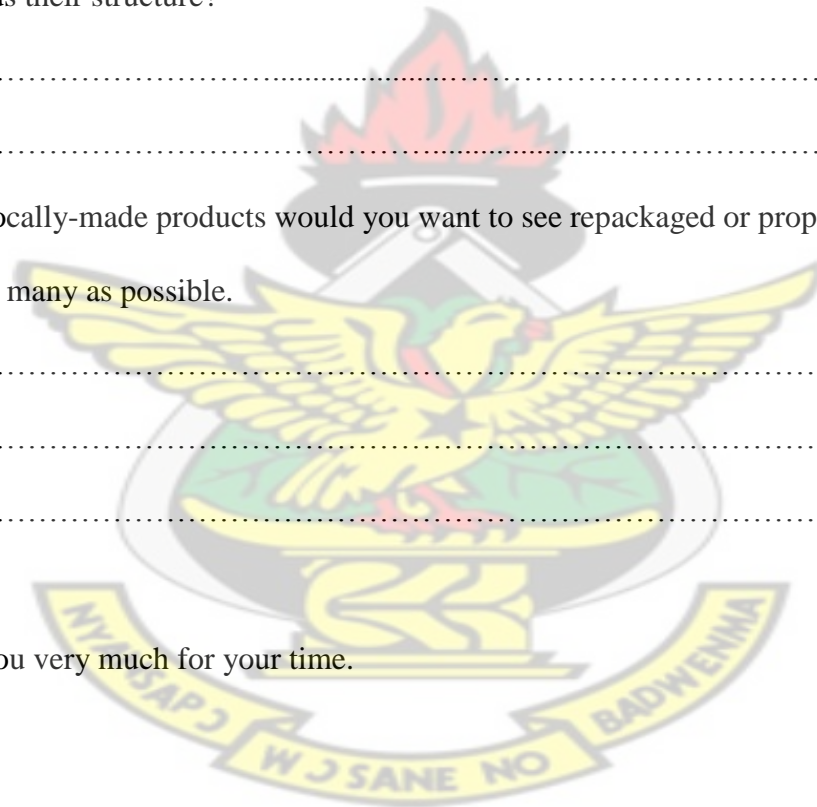 as their structure?
……………………......................……………………………….
……………………………………......................………………….
ocally-made products would you want to see repackaged or prop
many as possible.
………………………………………………………………………
………………………………………………………………………
………………………………………………………………………
ou very much for your time.
NYANSAPƆ WƆSANE NO BADWENMA